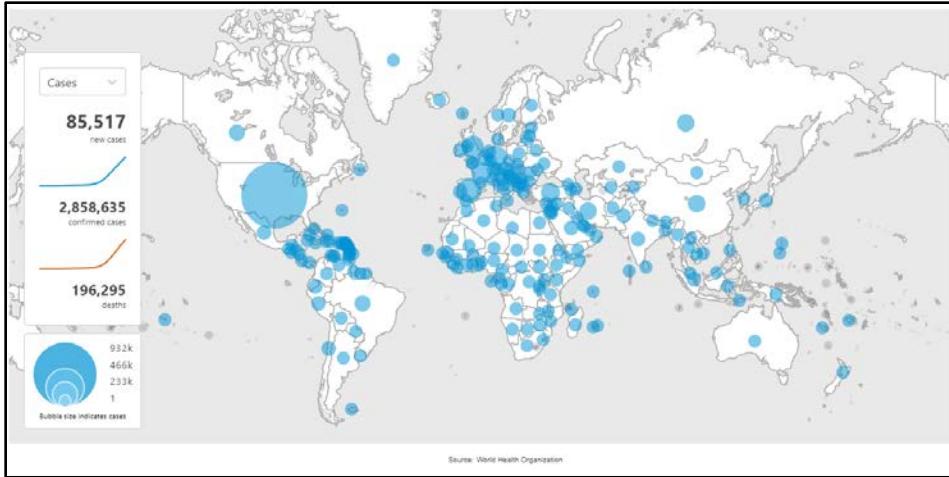 Cases
85,517
new cases
2,858,635
confirmed cases
196,295
deaths
932k
466k
233k
1
Bubble size indicates cases
Source: World Health Organization